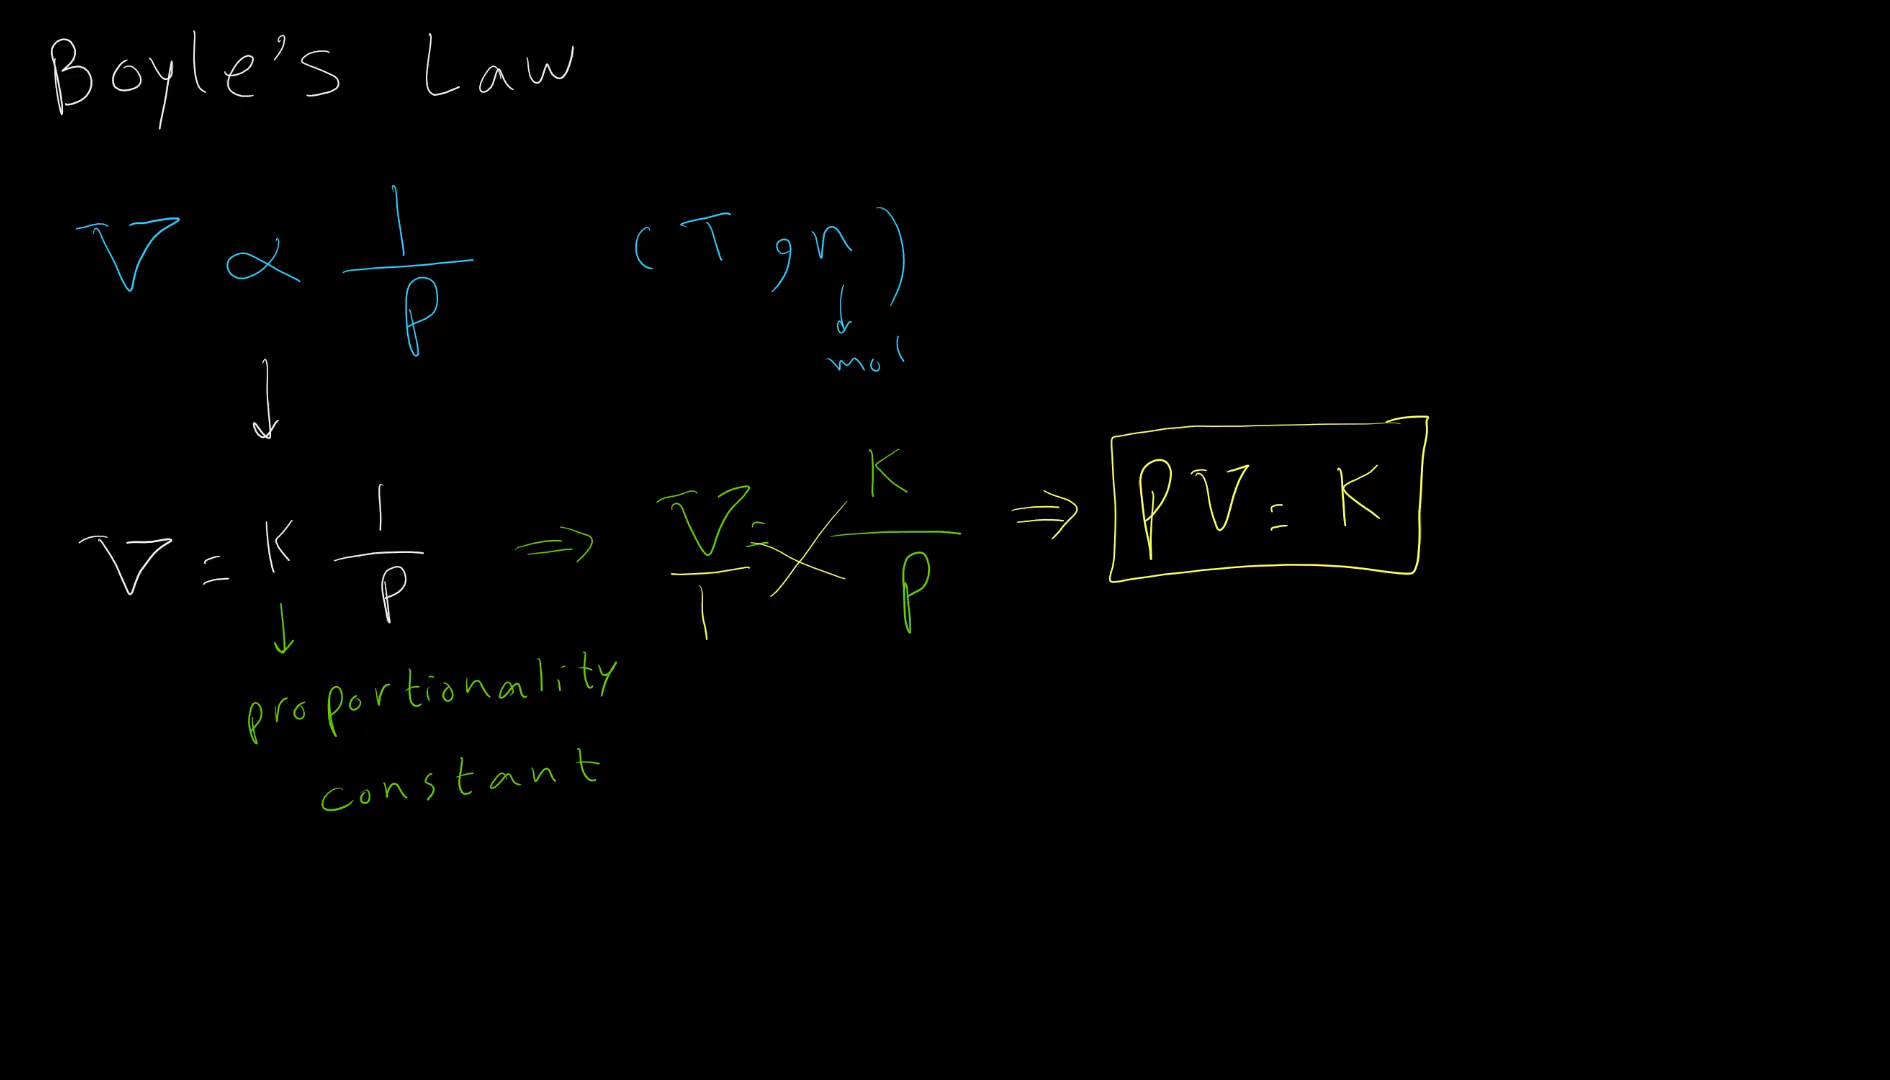 Boyle's Law
V ∝ 1/P (T, n)
↓
mol
↓
V = K 1/P ⇒ V/1 = K/P ⇒ PV = K
↓
proportionality
constant